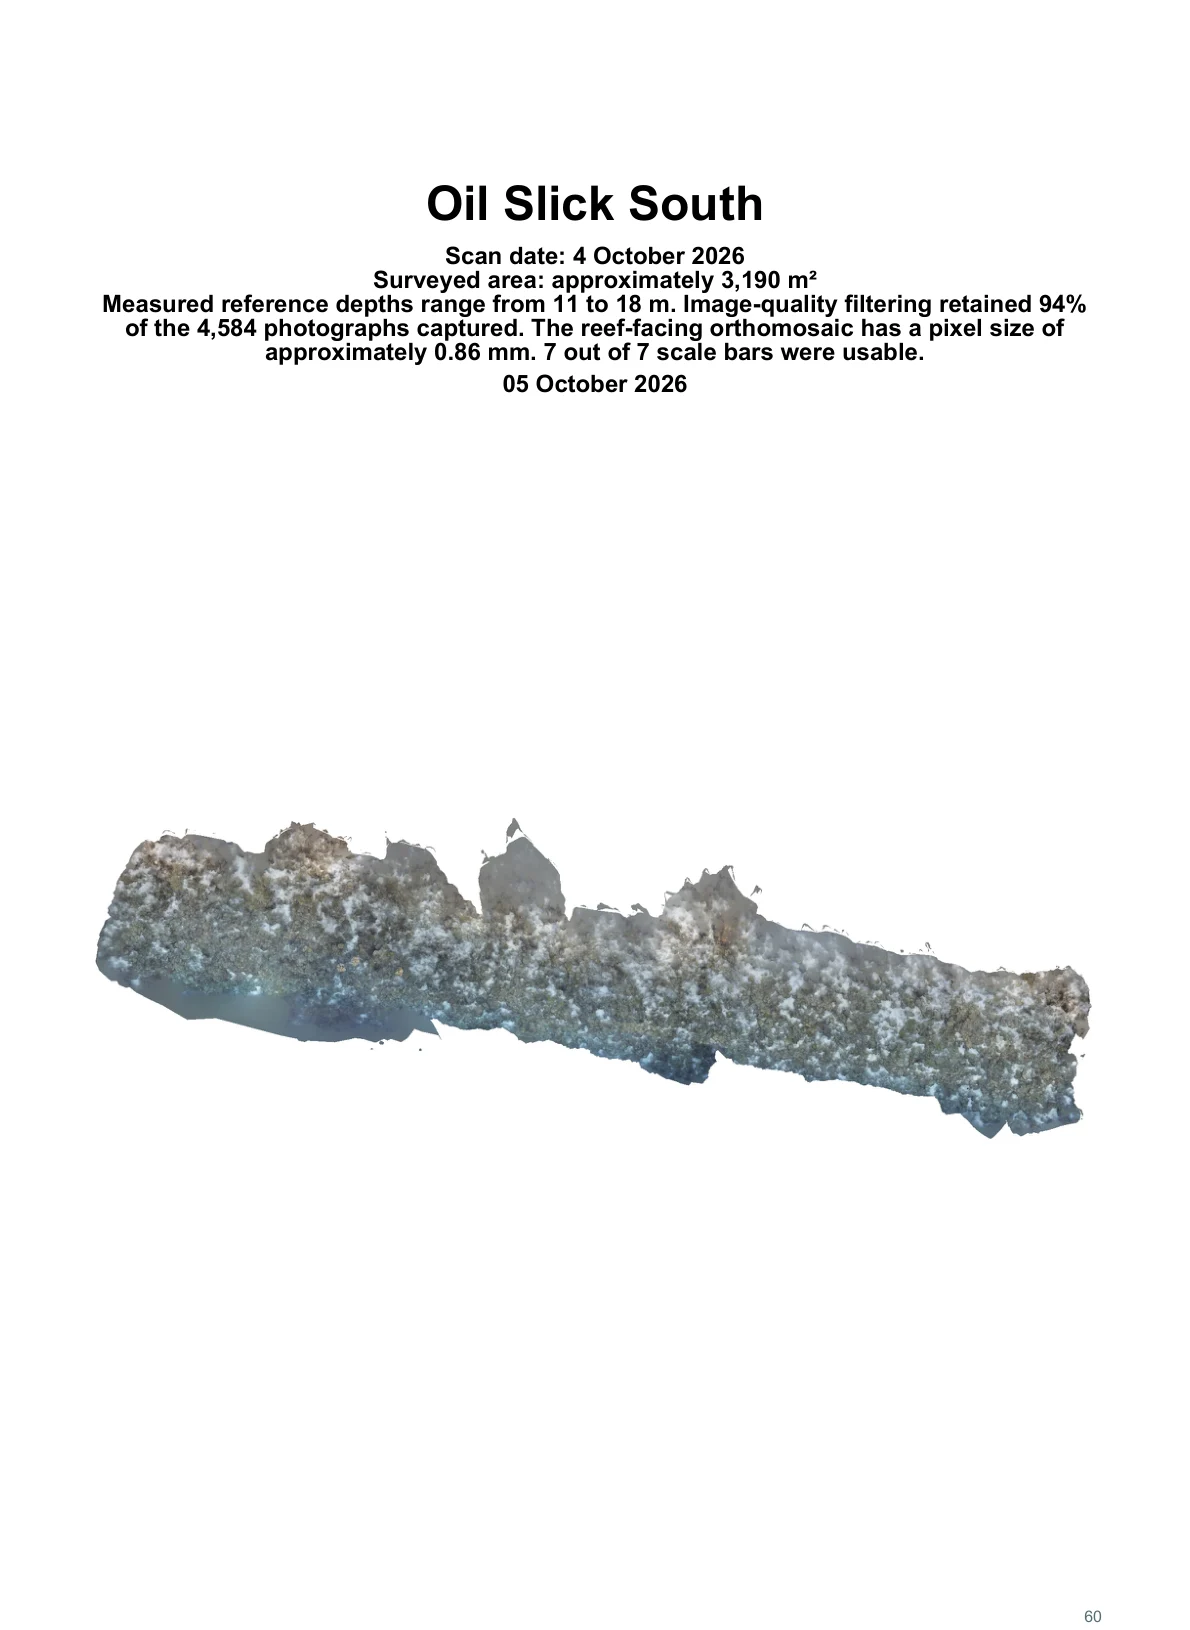 Oil Slick South
Scan date: 4 October 2026
Surveyed area: approximately 3,190 m²
Measured reference depths range from 11 to 18 m. Image-quality filtering retained 94%
of the 4,584 photographs captured. The reef-facing orthomosaic has a pixel size of
approximately 0.86 mm. 7 out of 7 scale bars were usable.
05 October 2026
60